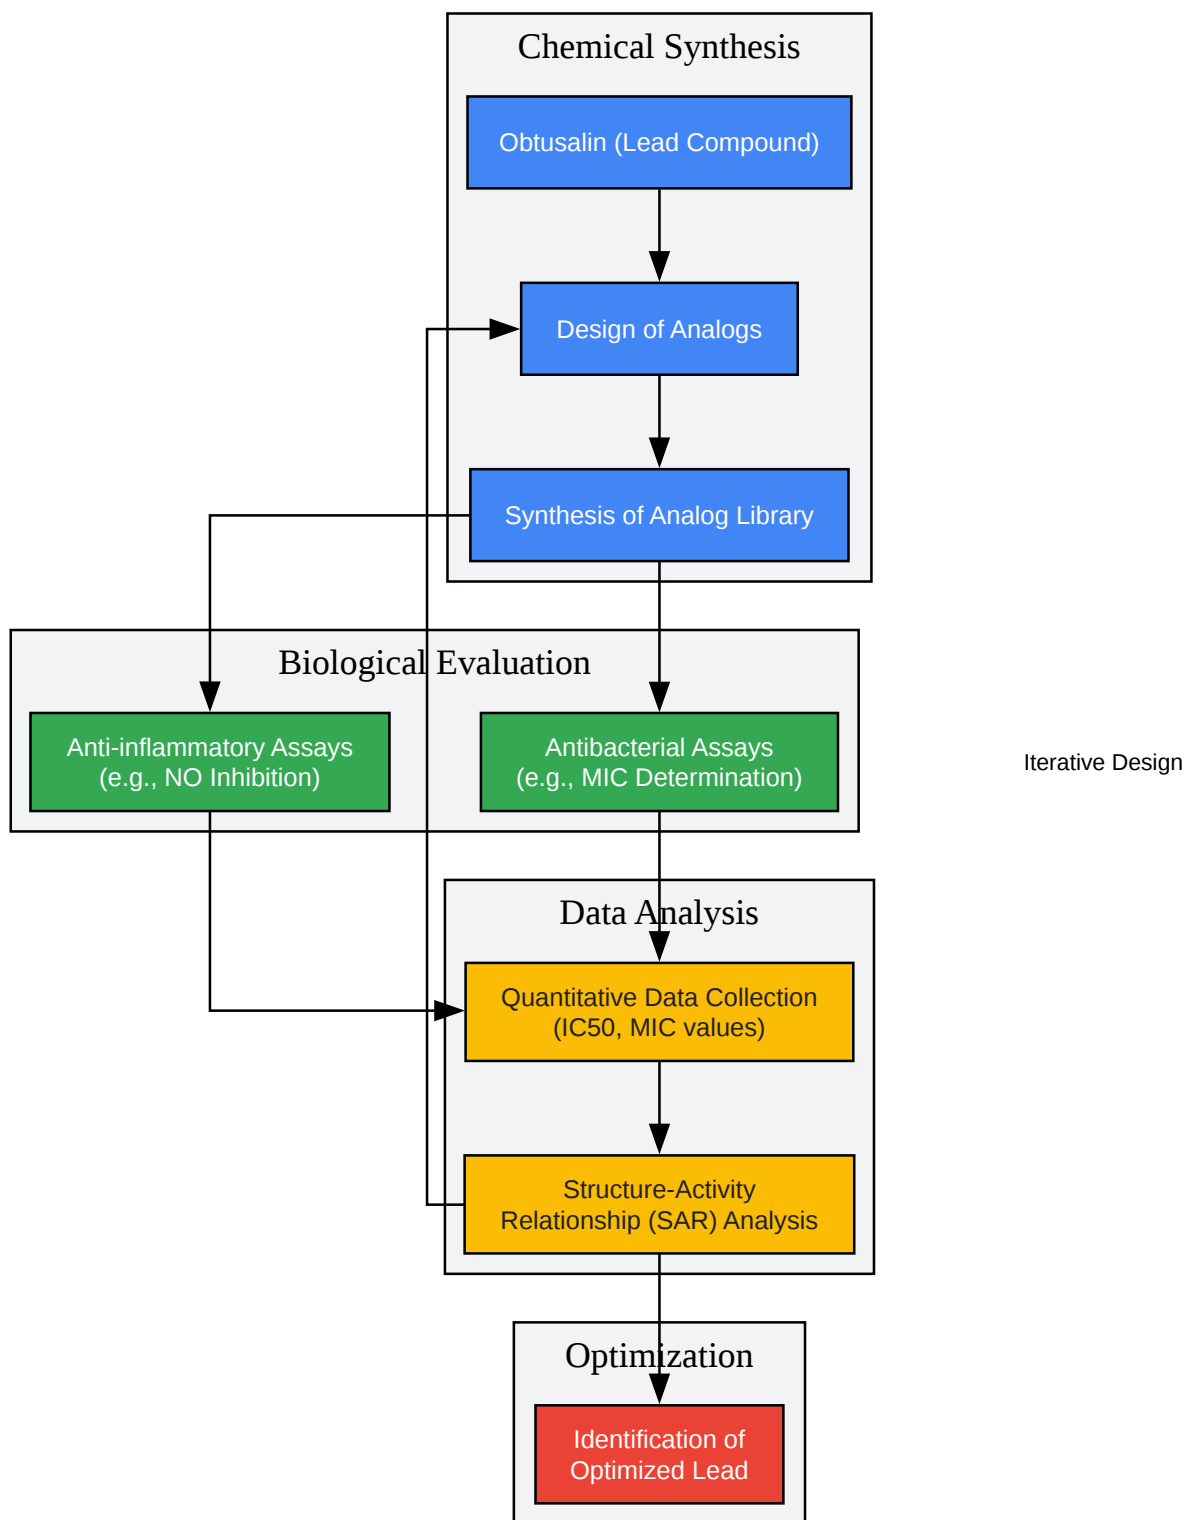 Chemical Synthesis
Obtusalin (Lead Compound)
Design of Analogs
Synthesis of Analog Library
Biological Evaluation
Anti-inflammatory Assays
(e.g., NO Inhibition)
Antibacterial Assays
(e.g., MIC Determination)
Iterative Design
Data Analysis
Quantitative Data Collection
(IC50, MIC values)
Structure-Activity
Relationship (SAR) Analysis
Optimization
Identification of
Optimized Lead